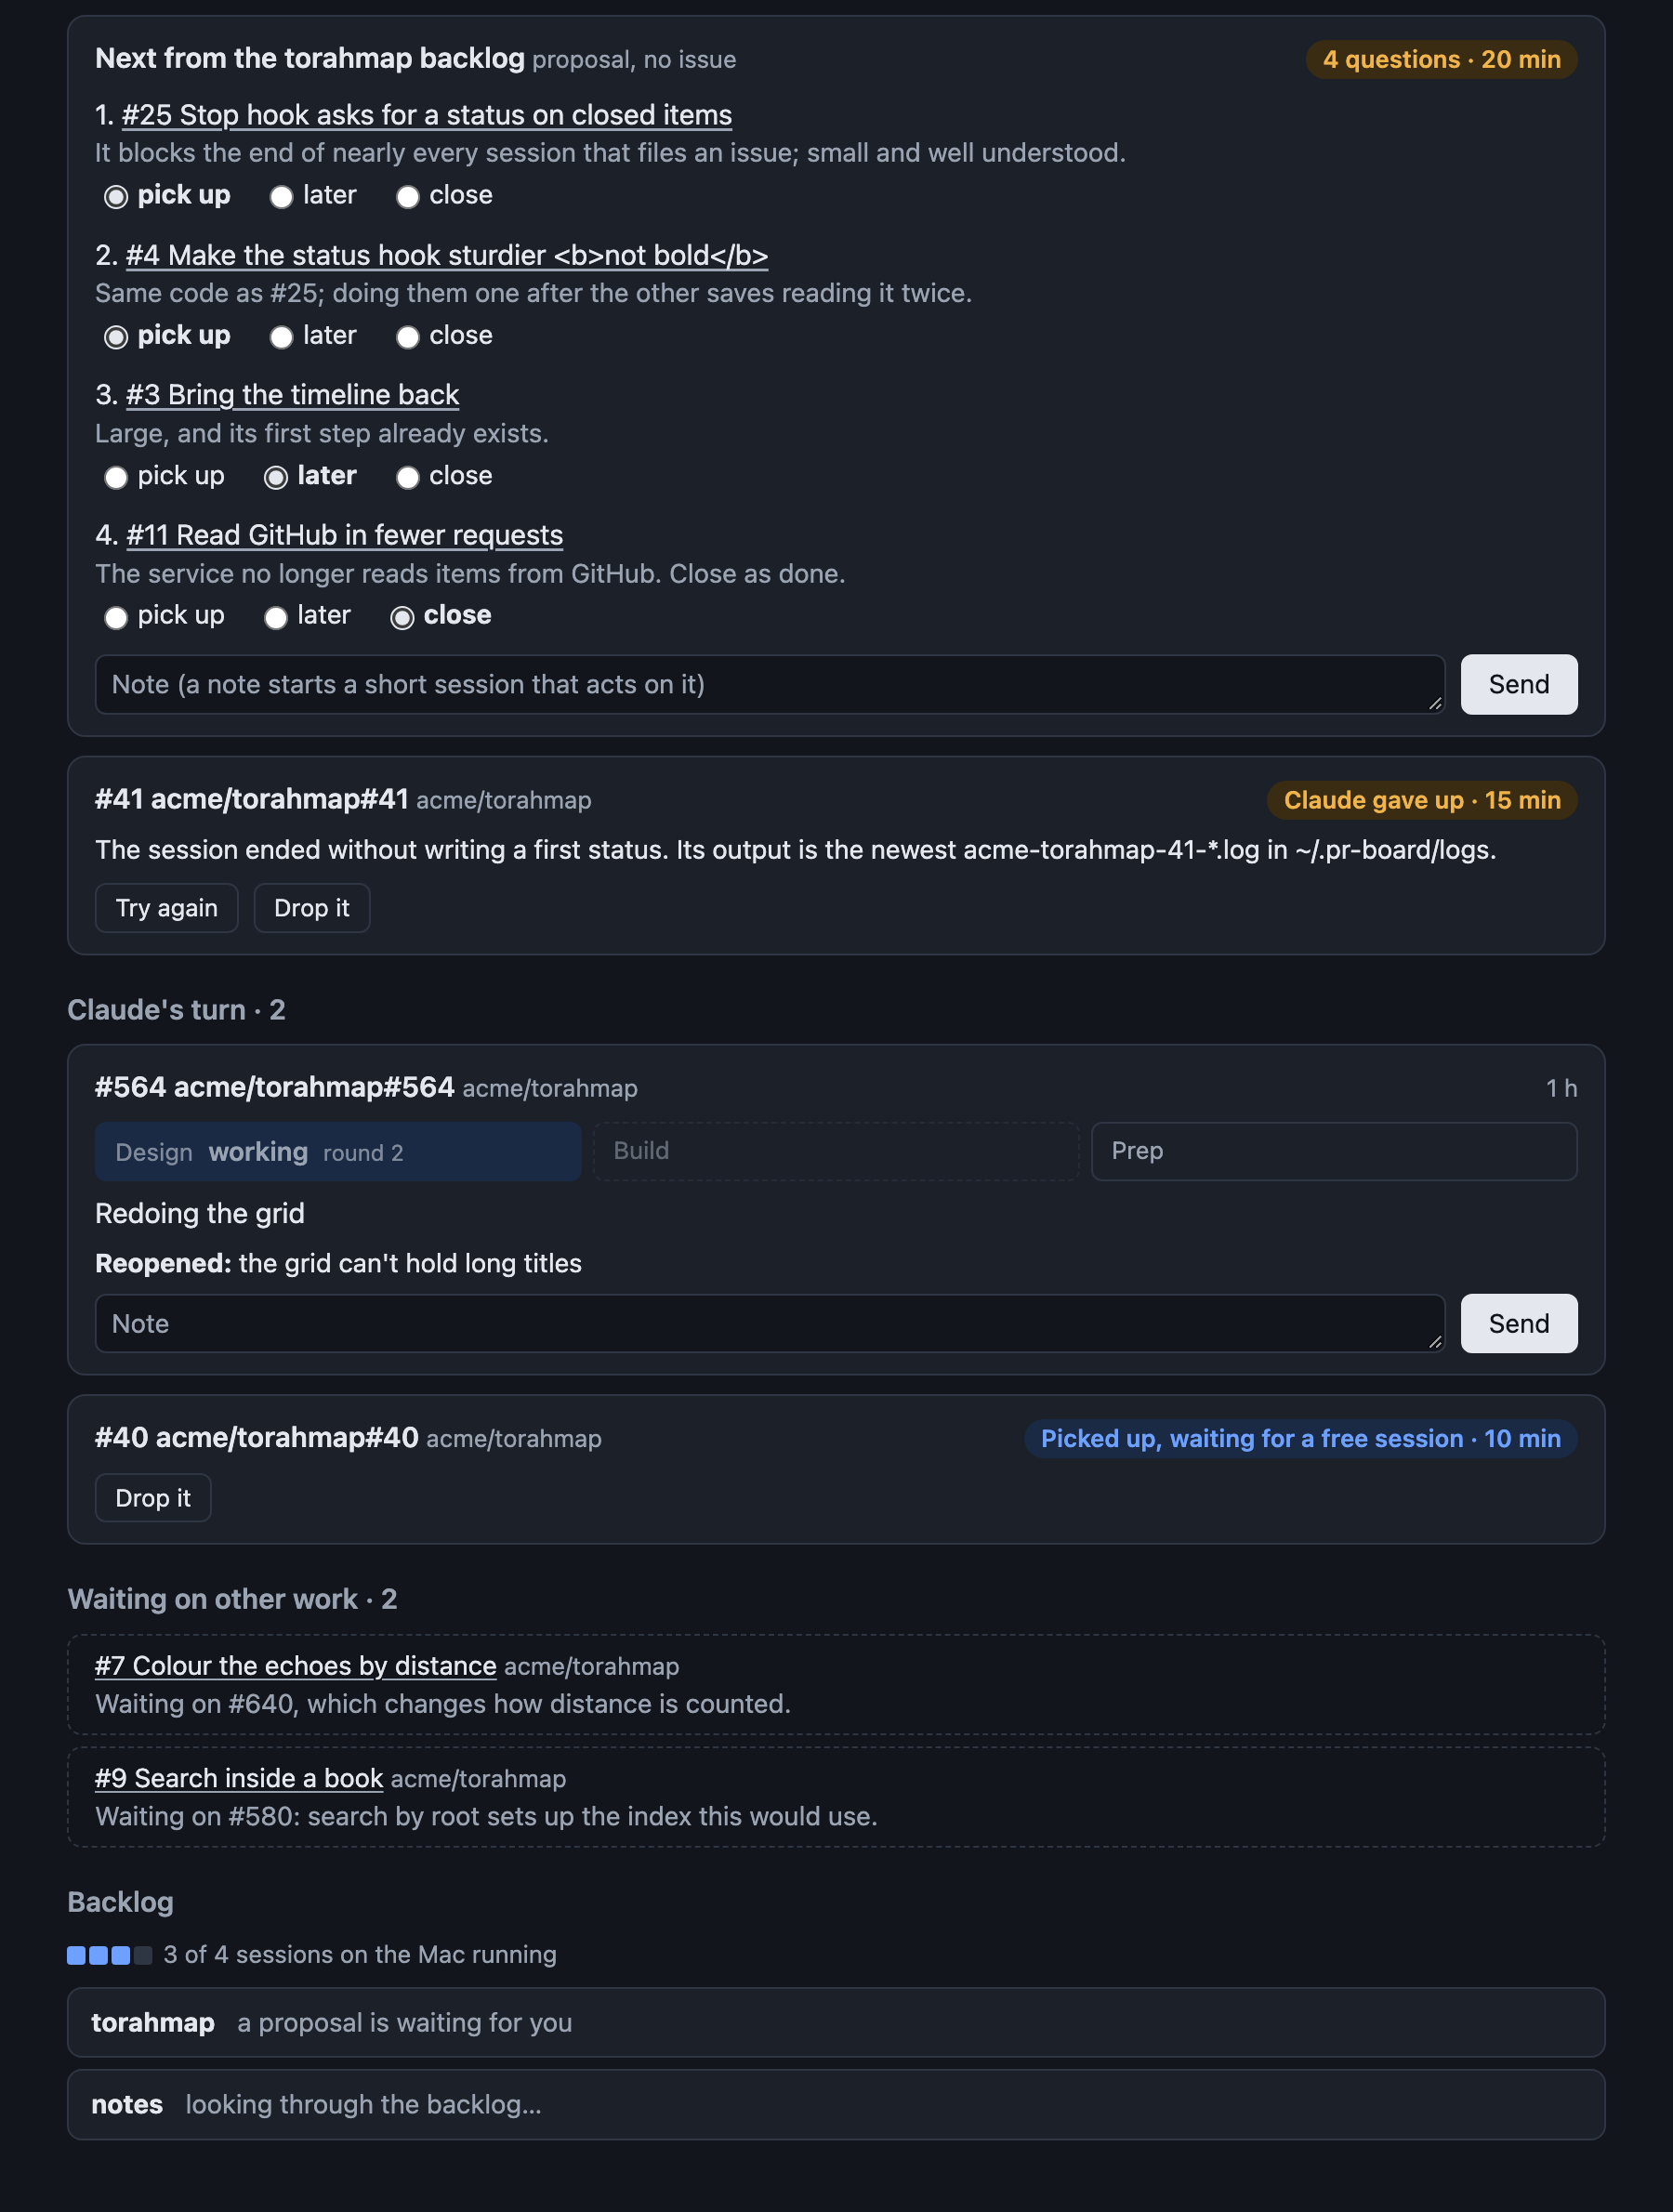 Next from the torahmap backlog proposal, no issue 4 questions · 20 min
1. #25 Stop hook asks for a status on closed items
It blocks the end of nearly every session that files an issue; small and well understood.
pick up later close
2. #4 Make the status hook sturdier <b>not bold</b>
Same code as #25; doing them one after the other saves reading it twice.
pick up later close
3. #3 Bring the timeline back
Large, and its first step already exists.
pick up later close
4. #11 Read GitHub in fewer requests
The service no longer reads items from GitHub. Close as done.
pick up later close
Note (a note starts a short session that acts on it) Send
#41 acme/torahmap#41 acme/torahmap Claude gave up · 15 min
The session ended without writing a first status. Its output is the newest acme-torahmap-41-*.log in ~/.pr-board/logs.
Try again Drop it
Claude's turn · 2
#564 acme/torahmap#564 acme/torahmap 1 h
Design working round 2 Build Prep
Redoing the grid
Reopened: the grid can't hold long titles
Note Send
#40 acme/torahmap#40 acme/torahmap Picked up, waiting for a free session · 10 min
Drop it
Waiting on other work · 2
#7 Colour the echoes by distance acme/torahmap
Waiting on #640, which changes how distance is counted.
#9 Search inside a book acme/torahmap
Waiting on #580: search by root sets up the index this would use.
Backlog
3 of 4 sessions on the Mac running
torahmap a proposal is waiting for you
notes looking through the backlog...